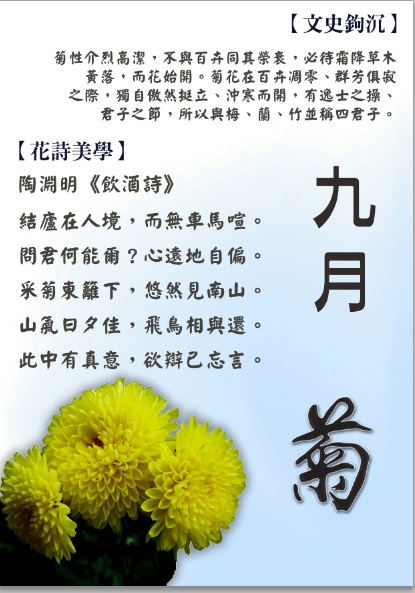 【文史鉤沉】
菊性介烈高潔，不與百卉同其榮衰，必待霜降草木
黃落，而花始開。菊花在百卉凋零、群芳俱寂
之際，獨自傲然挺立、沖寒而開，有逸士之操、
君子之節，所以與梅、蘭、竹並稱四君子。
【花詩美學】
陶淵明《飲酒詩》
結廬在人境，而無車馬喧。
問君何能爾？心遠地自偏。
采菊東籬下，悠然見南山。
山氣日夕佳，飛鳥相與還。
此中有真意，欲辯已忘言。
九月
菊